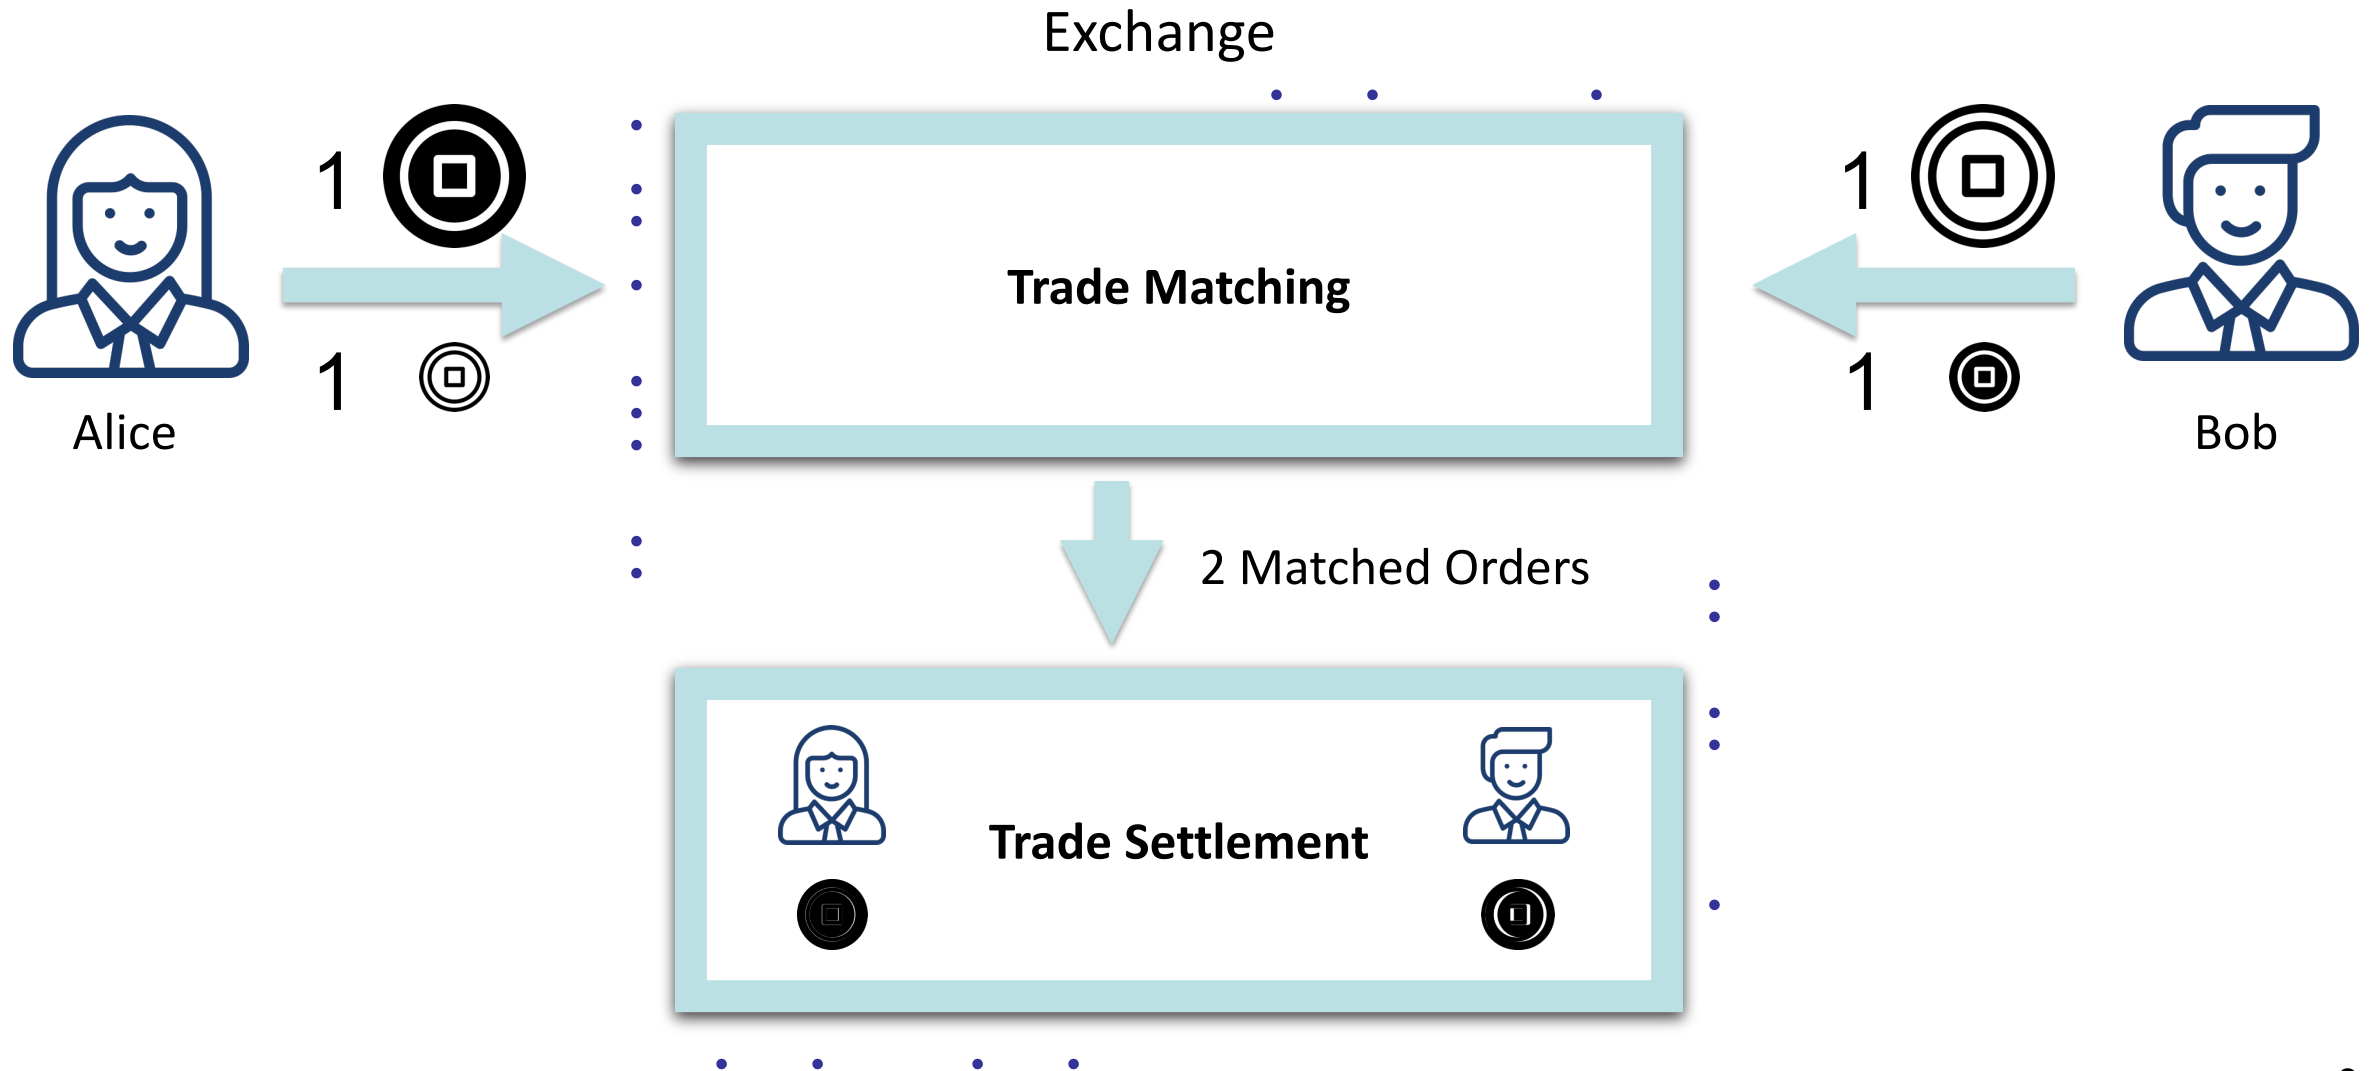 Exchange
1
1
Trade Matching
1
1
Alice
Bob
2 Matched Orders
Trade Settlement